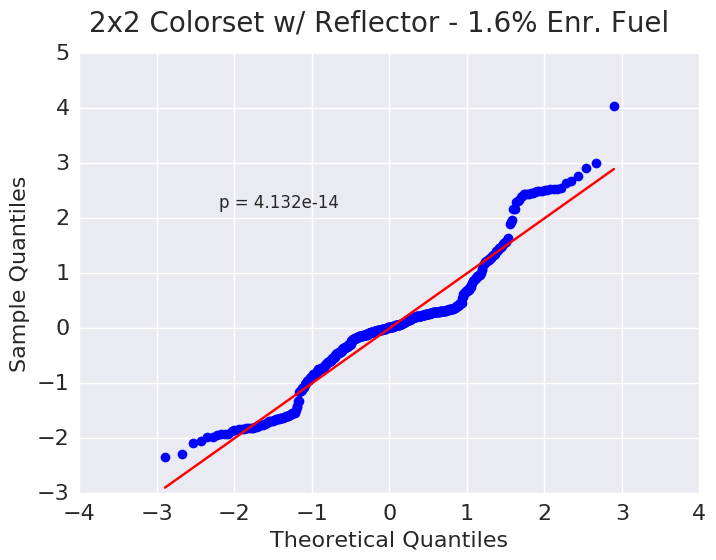 2x2 Colorset w/ Reflector - 1.6% Enr. Fuel
5
4
3
2
1
0
−1
−2
−3
Sample Quantiles
p = 4.132e-14
−4 −3 −2 −1 0 1 2 3 4
Theoretical Quantiles